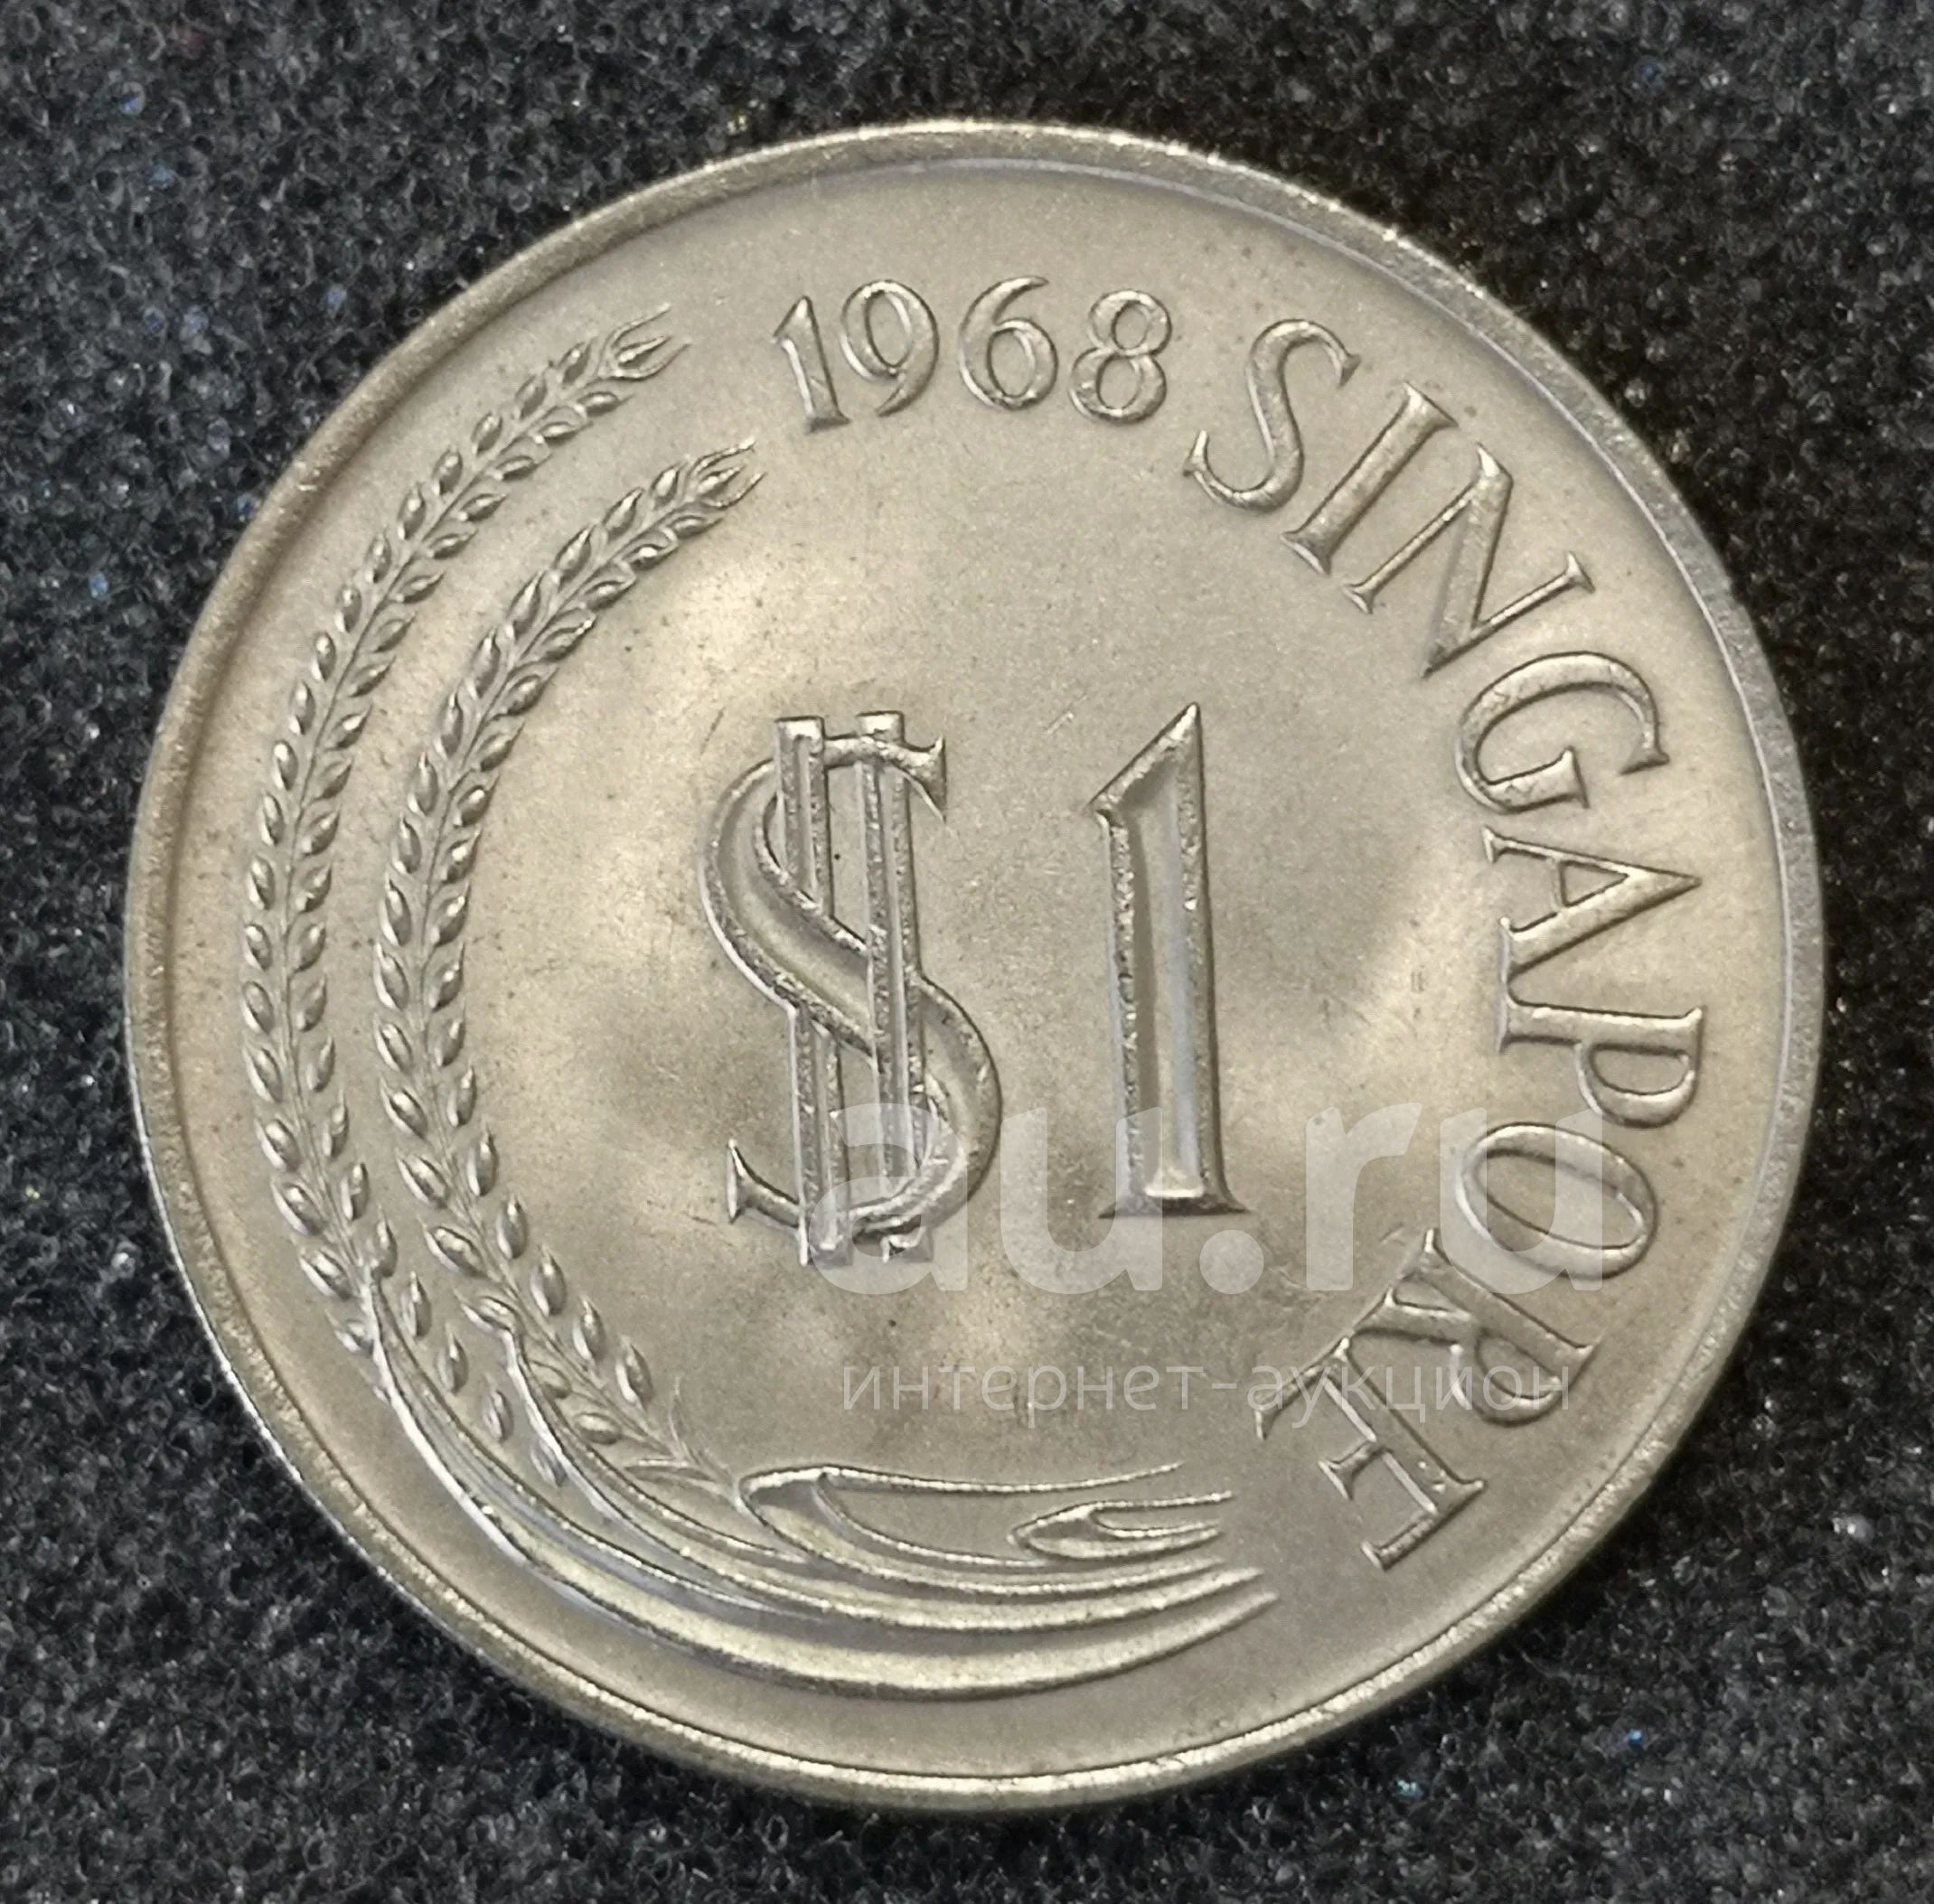 1968 SINGAPORE
$1
au.ru
интернет-аукцион